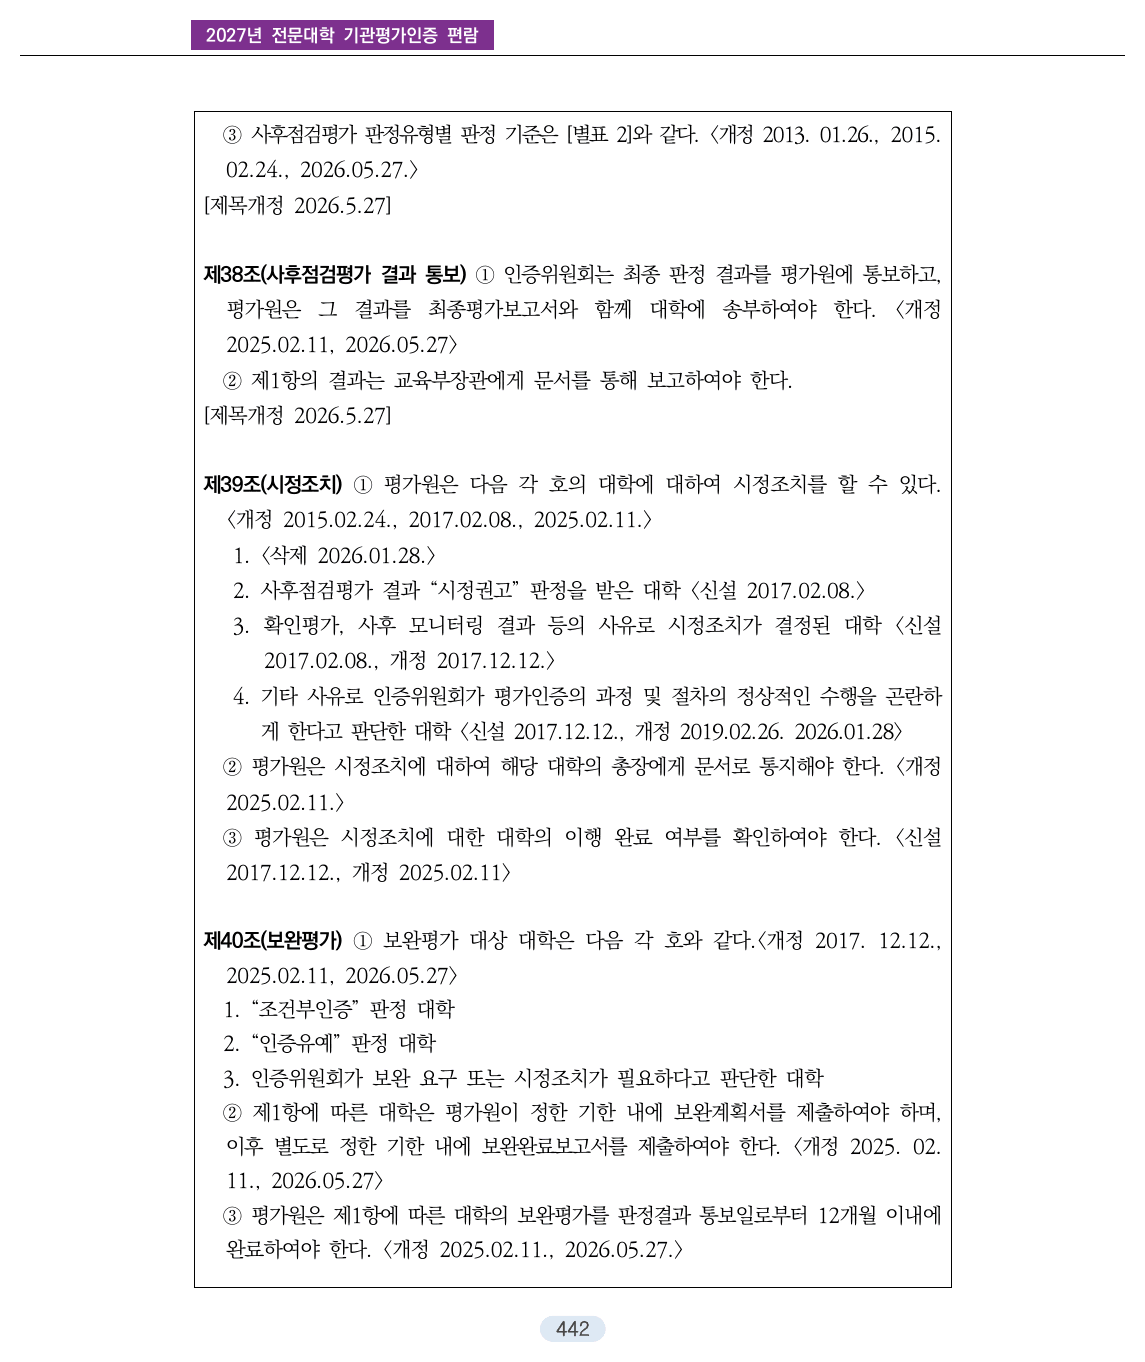 2027년 전문대학 기관평가인증 편람
③ 사후점검평가 판정유형별 판정 기준은 [별표 2]와 같다. 〈개정 2013. 01.26., 2015.
02.24., 2026.05.27.〉
[제목개정 2026.5.27]
제38조(사후점검평가 결과 통보) ① 인증위원회는 최종 판정 결과를 평가원에 통보하고,
평가원은 그 결과를 최종평가보고서와 함께 대학에 송부하여야 한다. 〈개정
2025.02.11, 2026.05.27〉
② 제1항의 결과는 교육부장관에게 문서를 통해 보고하여야 한다.
[제목개정 2026.5.27]
제39조(시정조치) ① 평가원은 다음 각 호의 대학에 대하여 시정조치를 할 수 있다.
〈개정 2015.02.24., 2017.02.08., 2025.02.11.〉
1. 〈삭제 2026.01.28.〉
2. 사후점검평가 결과 “시정권고” 판정을 받은 대학 〈신설 2017.02.08.〉
3. 확인평가, 사후 모니터링 결과 등의 사유로 시정조치가 결정된 대학 〈신설
2017.02.08., 개정 2017.12.12.〉
4. 기타 사유로 인증위원회가 평가인증의 과정 및 절차의 정상적인 수행을 곤란하
게 한다고 판단한 대학 〈신설 2017.12.12., 개정 2019.02.26. 2026.01.28〉
② 평가원은 시정조치에 대하여 해당 대학의 총장에게 문서로 통지해야 한다. 〈개정
2025.02.11.〉
③ 평가원은 시정조치에 대한 대학의 이행 완료 여부를 확인하여야 한다. 〈신설
2017.12.12., 개정 2025.02.11〉
제40조(보완평가) ① 보완평가 대상 대학은 다음 각 호와 같다.〈개정 2017. 12.12.,
2025.02.11, 2026.05.27〉
1. “조건부인증” 판정 대학
2. “인증유예” 판정 대학
3. 인증위원회가 보완 요구 또는 시정조치가 필요하다고 판단한 대학
② 제1항에 따른 대학은 평가원이 정한 기한 내에 보완계획서를 제출하여야 하며,
이후 별도로 정한 기한 내에 보완완료보고서를 제출하여야 한다. 〈개정 2025. 02.
11., 2026.05.27〉
③ 평가원은 제1항에 따른 대학의 보완평가를 판정결과 통보일로부터 12개월 이내에
완료하여야 한다. 〈개정 2025.02.11., 2026.05.27.〉
442